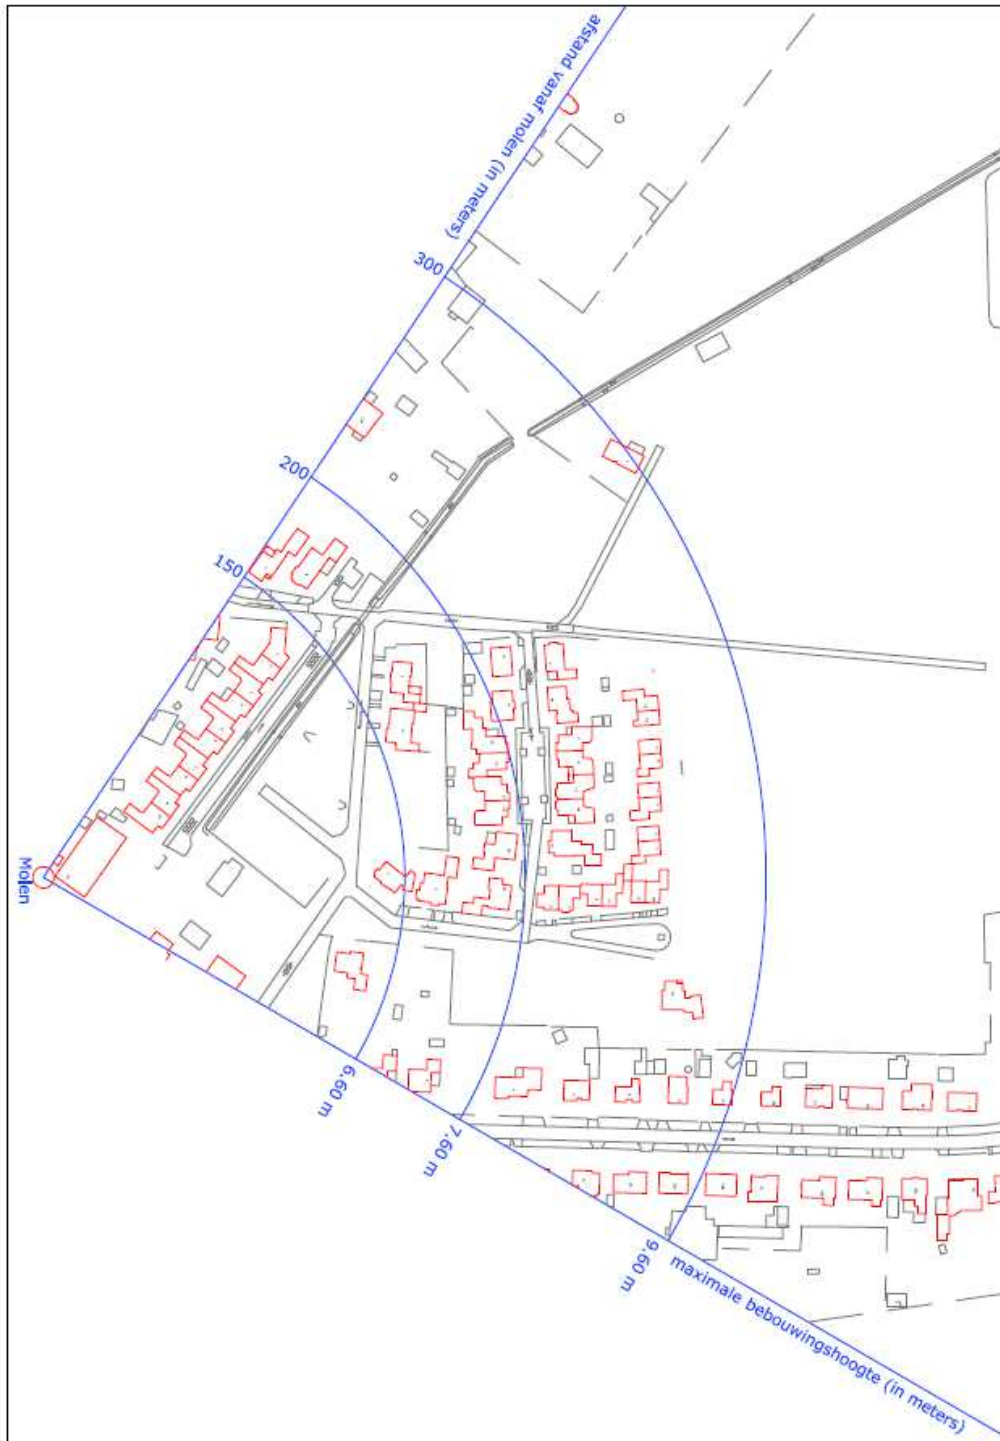 afstand vanaf molen (in meters)
300
200
150
Molen
6.60 m
7.60 m
9.60 m
maximale bebouwingshoogte (in meters)